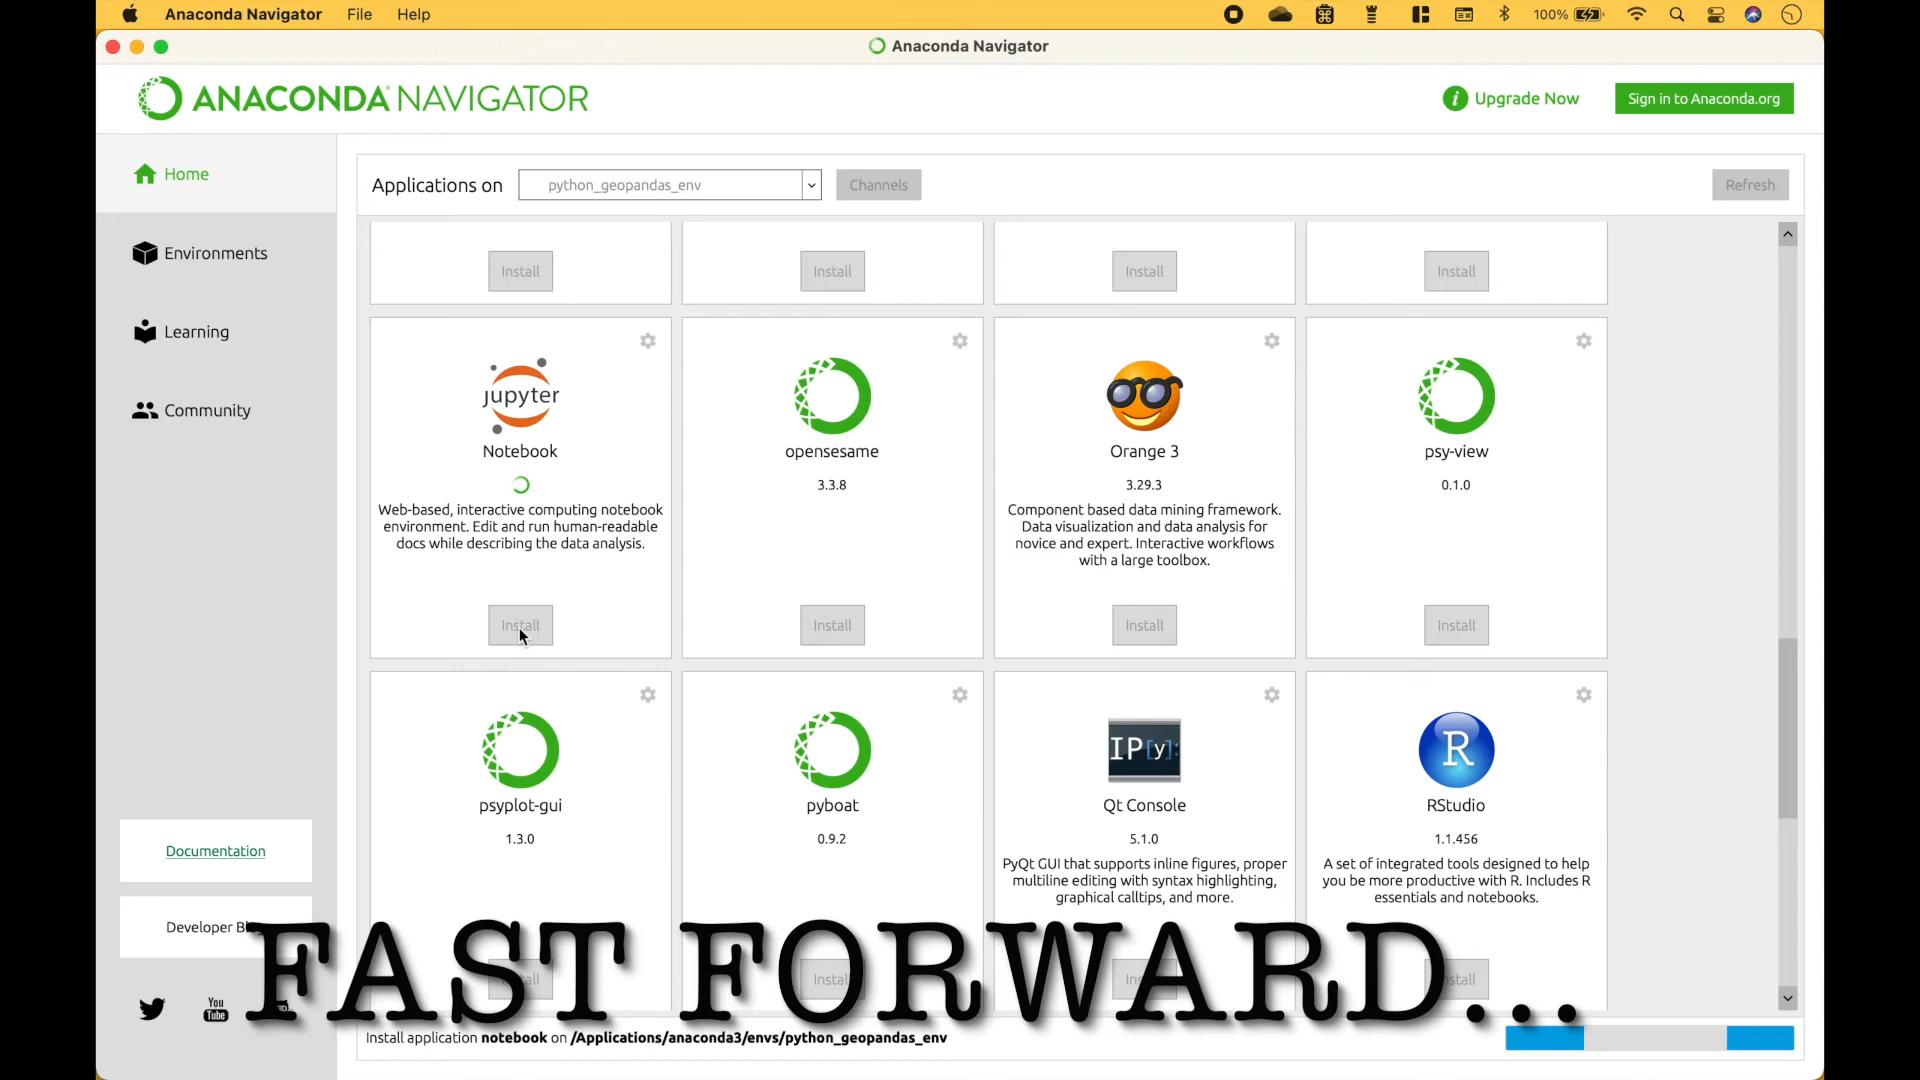 Anaconda Navigator File Help
100%
Anaconda Navigator
ANACONDA NAVIGATOR
Upgrade Now
Sign in to Anaconda.org
Home
Environments
Learning
Community
Documentation
Developer
You
Tube
Applications on
python_geopandas_env
Channels
Refresh
Install
Install
Install
Install
jupyter
Notebook
Web-based, interactive computing notebook
environment. Edit and run human-readable
docs while describing the data analysis.
Install
opensesame
3.3.8
Install
Orange 3
3.29.3
Component based data mining framework.
Data visualization and data analysis for
novice and expert. Interactive workflows
with a large toolbox.
Install
psy-view
0.1.0
Install
psyplot-gui
1.3.0
pyboat
0.9.2
IP[y]:
Qt Console
5.1.0
PyQt GUI that supports inline figures, proper
multiline editing with syntax highlighting,
graphical calltips, and more.
R
RStudio
1.1.456
A set of integrated tools designed to help
you be more productive with R. Includes R
essentials and notebooks.
FAST FORWARD...
Install application notebook on /Applications/anaconda3/envs/python_geopandas_env